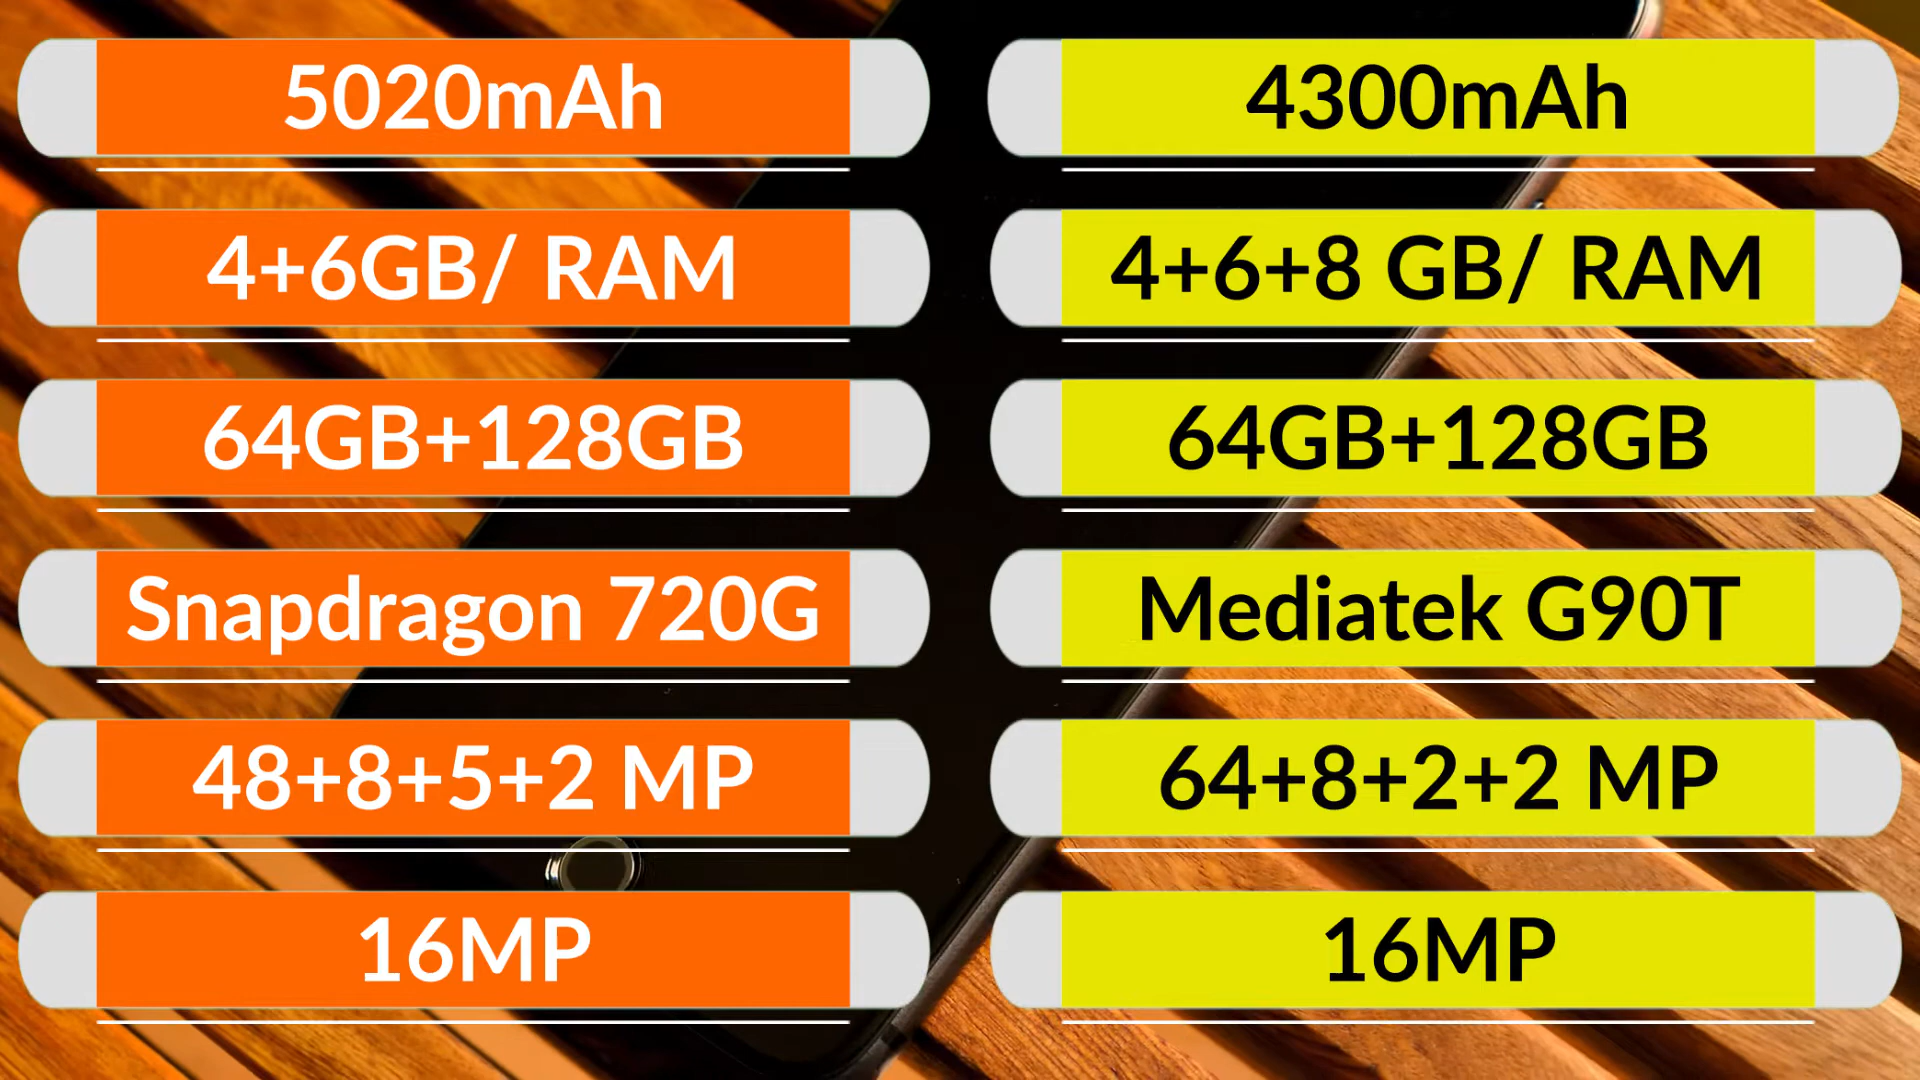 5020mAh
4300mAh
4+6GB/ RAM
4+6+8 GB/ RAM
64GB+128GB
64GB+128GB
Snapdragon 720G
Mediatek G90T
48+8+5+2 MP
64+8+2+2 MP
16MP
16MP